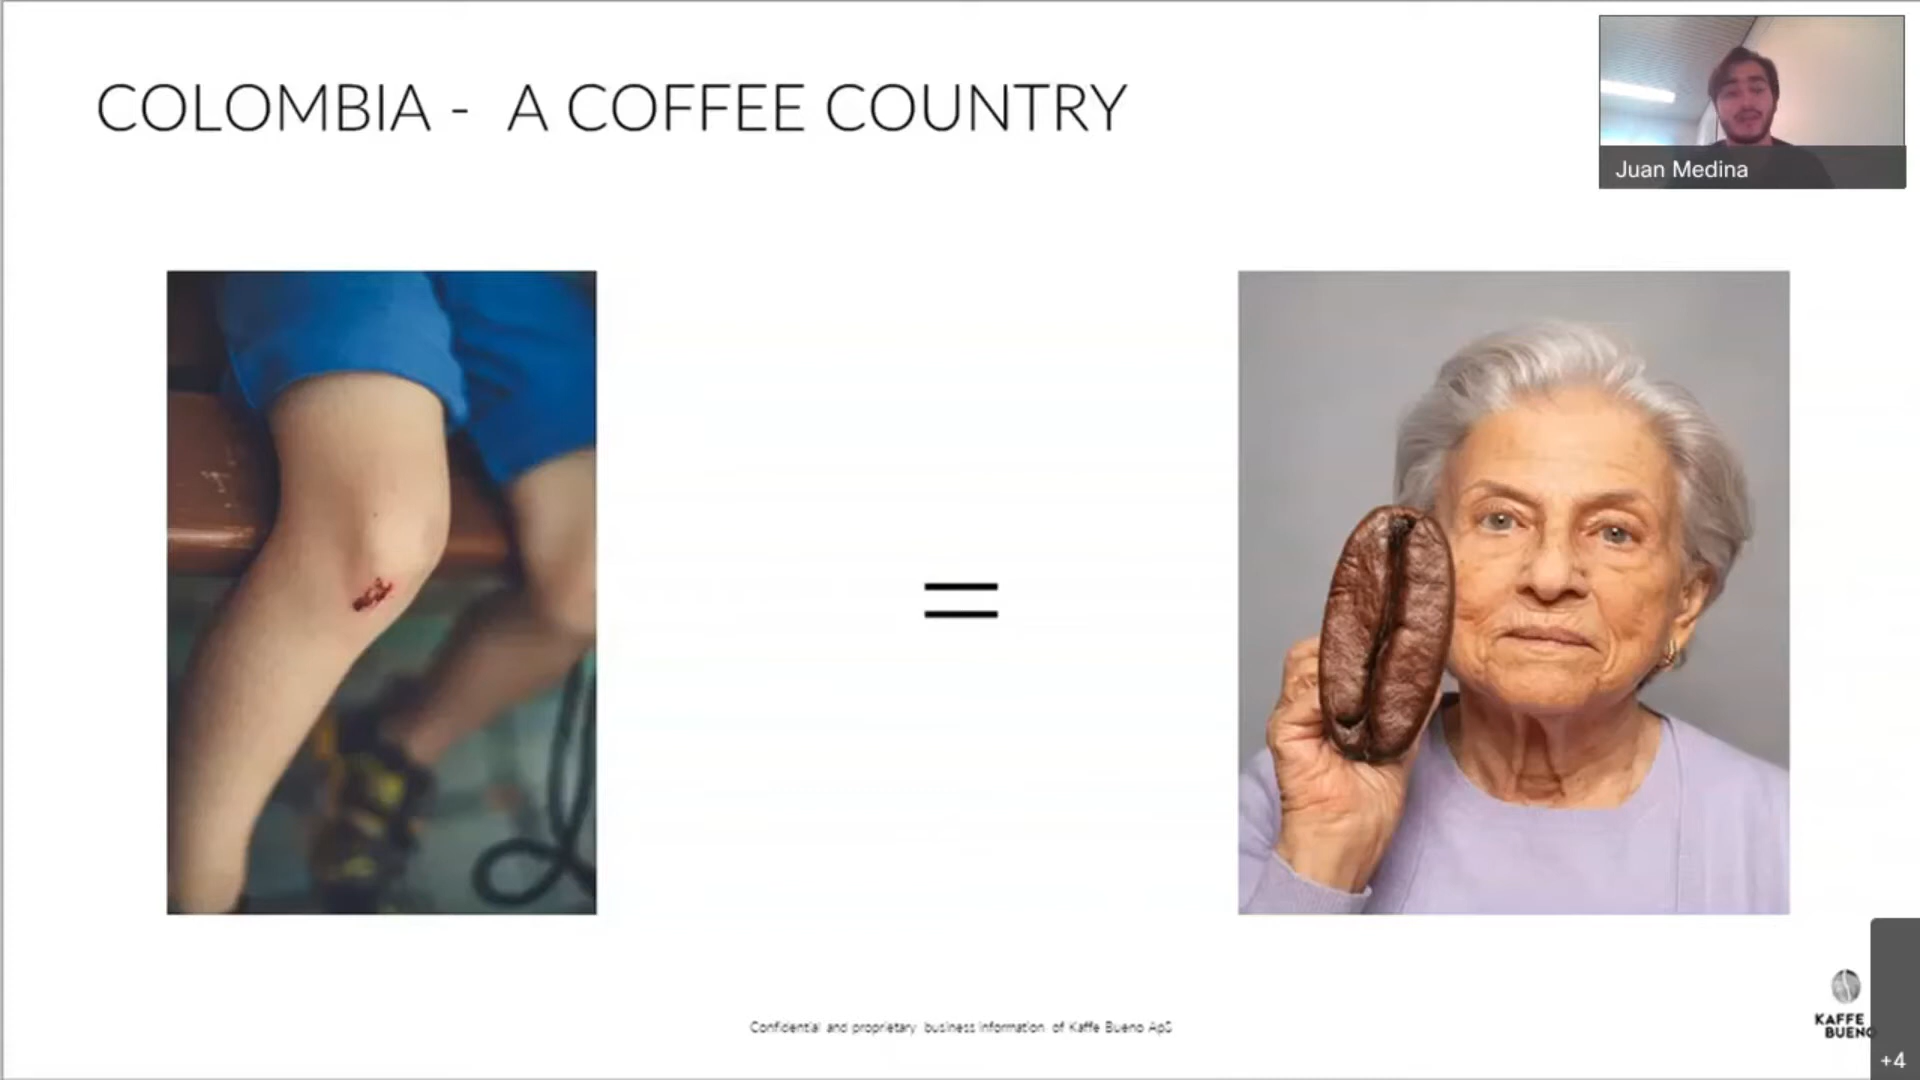 COLOMBIA - A COFFEE COUNTRY
Juan Medina
=
Confidential and proprietary business information of Kaffe Bueno ApS
KAFFE
BUENO
+4